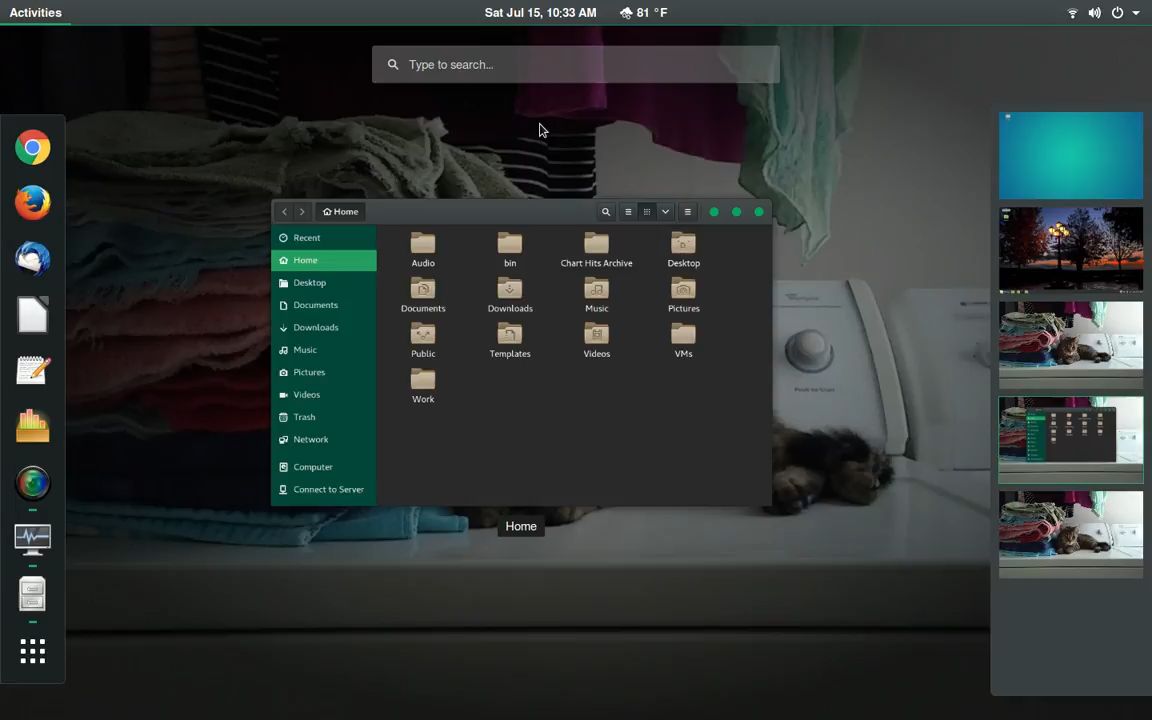 Activities
Sat Jul 15, 10:33 AM
81 °F
Type to search...
Home
Recent
Home
Desktop
Documents
Downloads
Music
Pictures
Videos
Trash
Network
Computer
Connect to Server
Audio
bin
Chart Hits Archive
Desktop
Documents
Downloads
Music
Pictures
Public
Templates
Videos
VMs
Work
Home